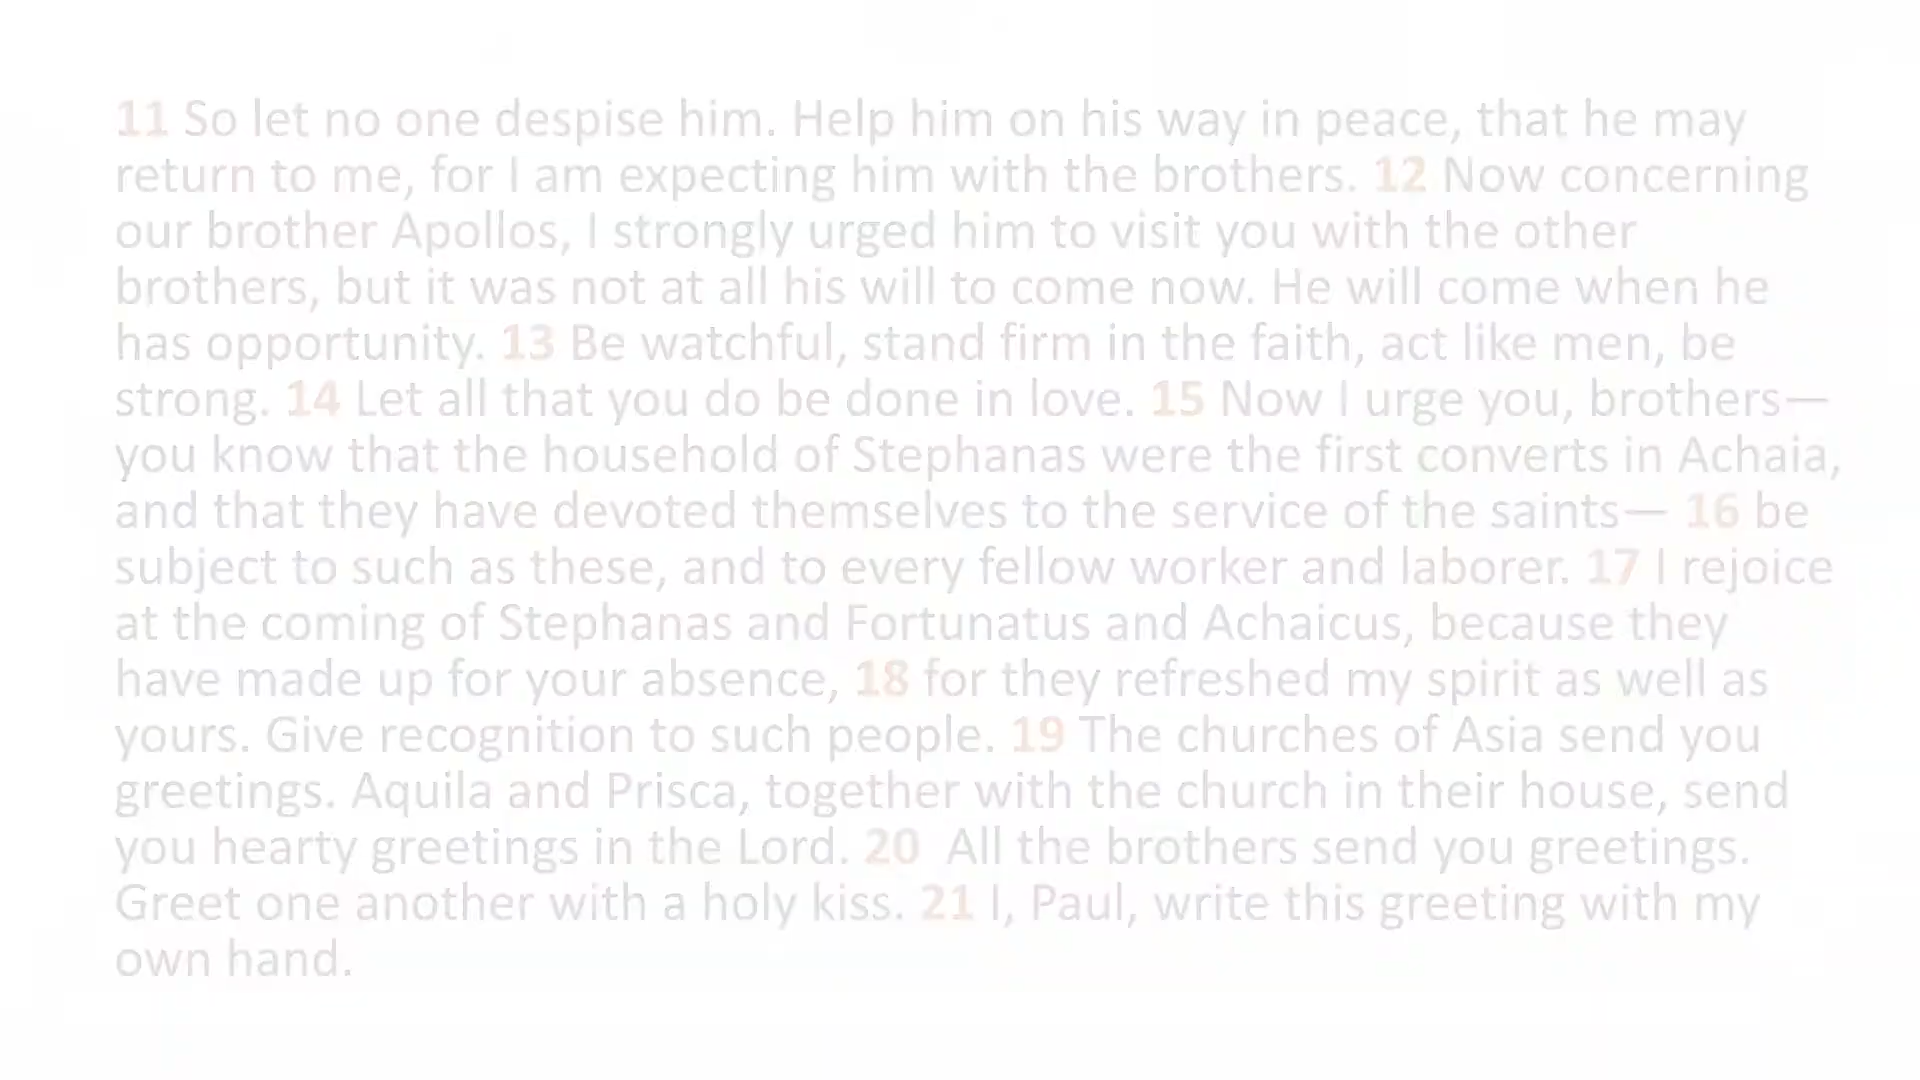 11 So let no one despise him. Help him on his way in peace, that he may
return to me, for I am expecting him with the brothers. 12 Now concerning
our brother Apollos, I strongly urged him to visit you with the other
brothers, but it was not at all his will to come now. He will come when he
has opportunity. 13 Be watchful, stand firm in the faith, act like men, be
strong. 14 Let all that you do be done in love. 15 Now I urge you, brothers—
you know that the household of Stephanas were the first converts in Achaia,
and that they have devoted themselves to the service of the saints— 16 be
subject to such as these, and to every fellow worker and laborer. 17 I rejoice
at the coming of Stephanas and Fortunatus and Achaicus, because they
have made up for your absence, 18 for they refreshed my spirit as well as
yours. Give recognition to such people. 19 The churches of Asia send you
greetings. Aquila and Prisca, together with the church in their house, send
you hearty greetings in the Lord. 20 All the brothers send you greetings.
Greet one another with a holy kiss. 21 I, Paul, write this greeting with my
own hand.